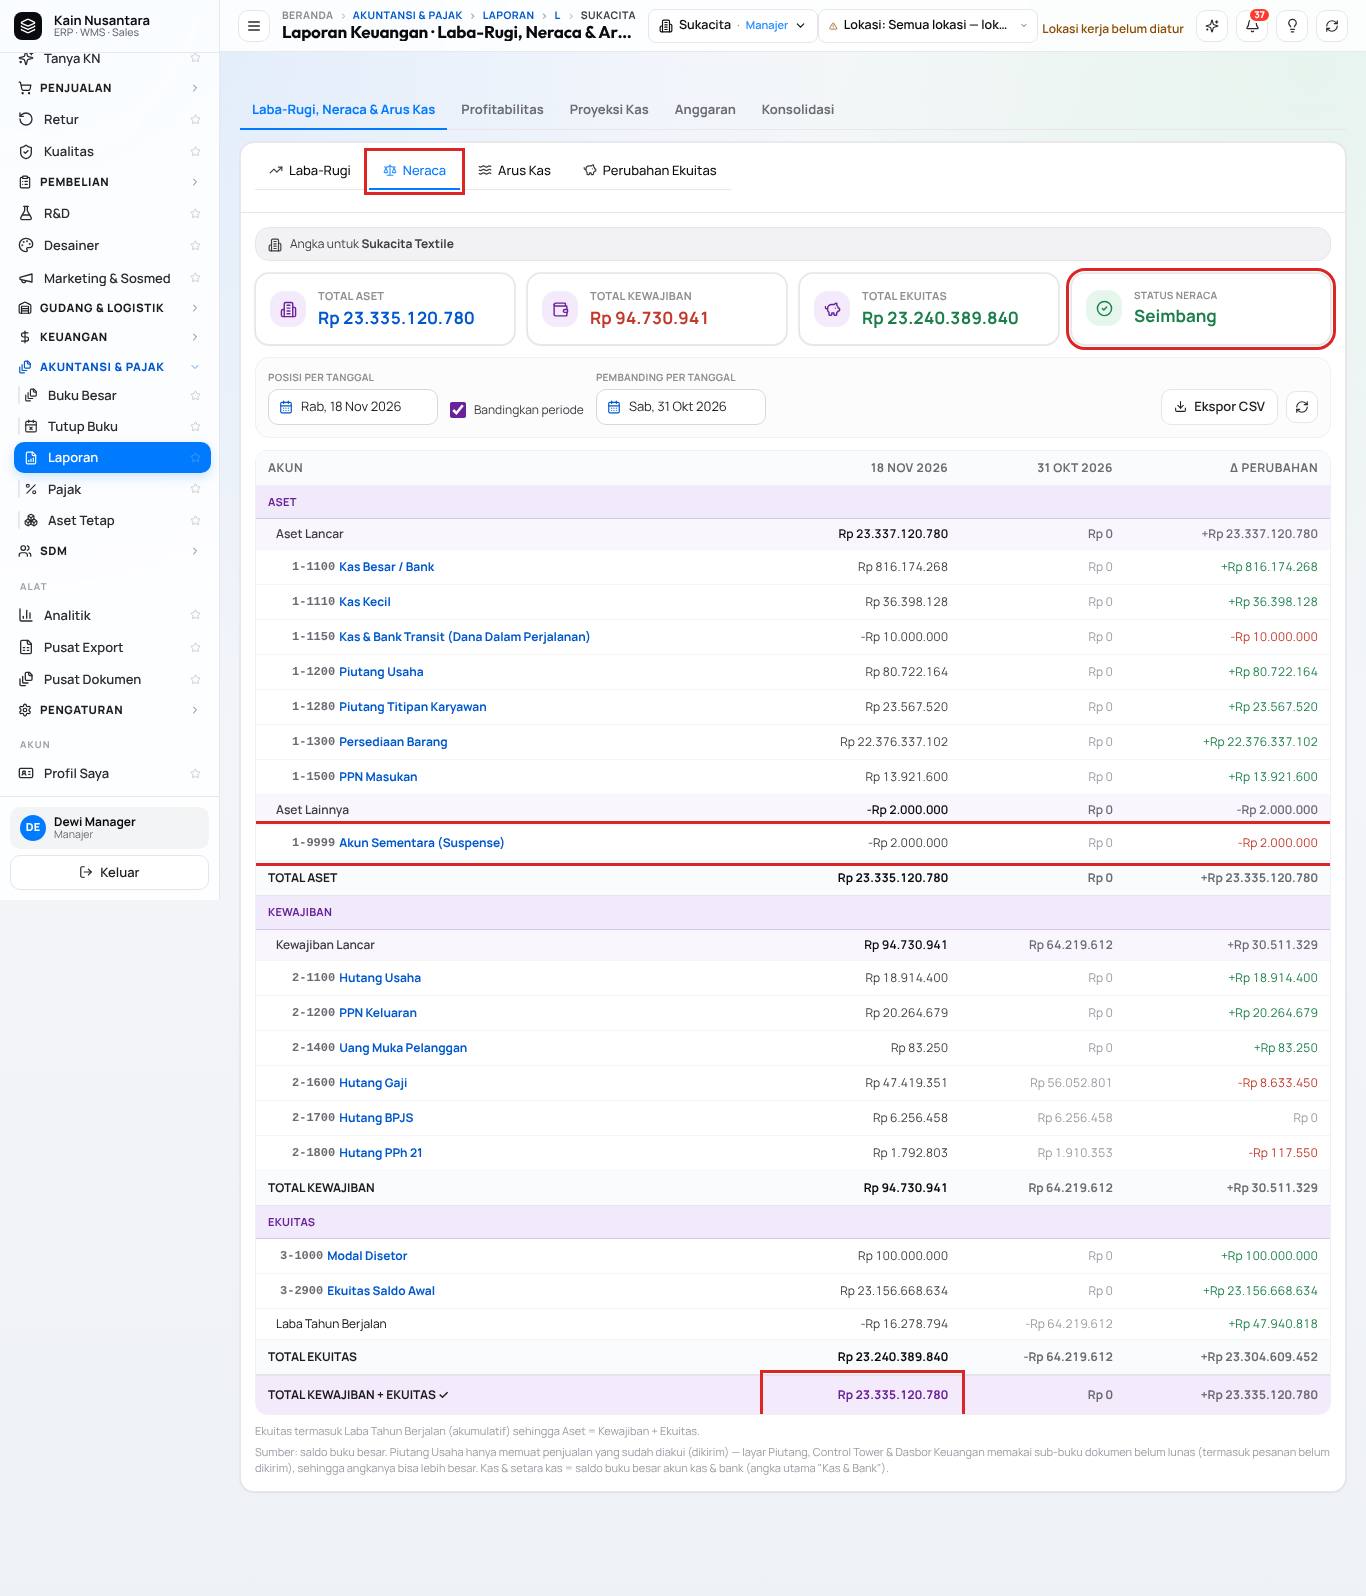 Kain Nusantara
ERP · WMS · Sales
Tanya KN
PENJUALAN
Retur
Kualitas
PEMBELIAN
R&D
Desainer
Marketing & Sosmed
GUDANG & LOGISTIK
KEUANGAN
AKUNTANSI & PAJAK
Buku Besar
Tutup Buku
Laporan
Pajak
Aset Tetap
SDM
ALAT
Analitik
Pusat Export
Pusat Dokumen
PENGATURAN
AKUN
Profil Saya
DE
Dewi Manager
Manajer
Keluar
BERANDA > AKUNTANSI & PAJAK > LAPORAN > L > SUKACITA
Laporan Keuangan · Laba-Rugi, Neraca & Ar...
Sukacita · Manajer
Lokasi: Semua lokasi — lok...
Lokasi kerja belum diatur
37
Laba-Rugi, Neraca & Arus Kas Profitabilitas Proyeksi Kas Anggaran Konsolidasi
Laba-Rugi Neraca Arus Kas Perubahan Ekuitas
Angka untuk Sukacita Textile
TOTAL ASET
Rp 23.335.120.780
TOTAL KEWAJIBAN
Rp 94.730.941
TOTAL EKUITAS
Rp 23.240.389.840
STATUS NERACA
Seimbang
POSISI PER TANGGAL
Rab, 18 Nov 2026
Bandingkan periode
PEMBANDING PER TANGGAL
Sab, 31 Okt 2026
Ekspor CSV
AKUN 18 NOV 2026 31 OKT 2026 Δ PERUBAHAN
ASET
Aset Lancar Rp 23.337.120.780 Rp 0 +Rp 23.337.120.780
1-1100 Kas Besar / Bank Rp 816.174.268 Rp 0 +Rp 816.174.268
1-1110 Kas Kecil Rp 36.398.128 Rp 0 +Rp 36.398.128
1-1150 Kas & Bank Transit (Dana Dalam Perjalanan) -Rp 10.000.000 Rp 0 -Rp 10.000.000
1-1200 Piutang Usaha Rp 80.722.164 Rp 0 +Rp 80.722.164
1-1280 Piutang Titipan Karyawan Rp 23.567.520 Rp 0 +Rp 23.567.520
1-1300 Persediaan Barang Rp 22.376.337.102 Rp 0 +Rp 22.376.337.102
1-1500 PPN Masukan Rp 13.921.600 Rp 0 +Rp 13.921.600
Aset Lainnya -Rp 2.000.000 Rp 0 -Rp 2.000.000
1-9999 Akun Sementara (Suspense) -Rp 2.000.000 Rp 0 -Rp 2.000.000
TOTAL ASET Rp 23.335.120.780 Rp 0 +Rp 23.335.120.780
KEWAJIBAN
Kewajiban Lancar Rp 94.730.941 Rp 64.219.612 +Rp 30.511.329
2-1100 Hutang Usaha Rp 18.914.400 Rp 0 +Rp 18.914.400
2-1200 PPN Keluaran Rp 20.264.679 Rp 0 +Rp 20.264.679
2-1400 Uang Muka Pelanggan Rp 83.250 Rp 0 +Rp 83.250
2-1600 Hutang Gaji Rp 47.419.351 Rp 56.052.801 -Rp 8.633.450
2-1700 Hutang BPJS Rp 6.256.458 Rp 6.256.458 Rp 0
2-1800 Hutang PPh 21 Rp 1.792.803 Rp 1.910.353 -Rp 117.550
TOTAL KEWAJIBAN Rp 94.730.941 Rp 64.219.612 +Rp 30.511.329
EKUITAS
3-1000 Modal Disetor Rp 100.000.000 Rp 0 +Rp 100.000.000
3-2900 Ekuitas Saldo Awal Rp 23.156.668.634 Rp 0 +Rp 23.156.668.634
Laba Tahun Berjalan -Rp 16.278.794 -Rp 64.219.612 +Rp 47.940.818
TOTAL EKUITAS Rp 23.240.389.840 -Rp 64.219.612 +Rp 23.304.609.452
TOTAL KEWAJIBAN + EKUITAS ✓ Rp 23.335.120.780 Rp 0 +Rp 23.335.120.780
Ekuitas termasuk Laba Tahun Berjalan (akumulatif) sehingga Aset = Kewajiban + Ekuitas.
Sumber: saldo buku besar. Piutang Usaha hanya memuat penjualan yang sudah diakui (dikirim) — layar Piutang, Control Tower & Dasbor Keuangan memakai sub-buku dokumen belum lunas (termasuk pesanan belum
dikirim), sehingga angkanya bisa lebih besar. Kas & setara kas = saldo buku besar akun kas & bank (angka utama "Kas & Bank").